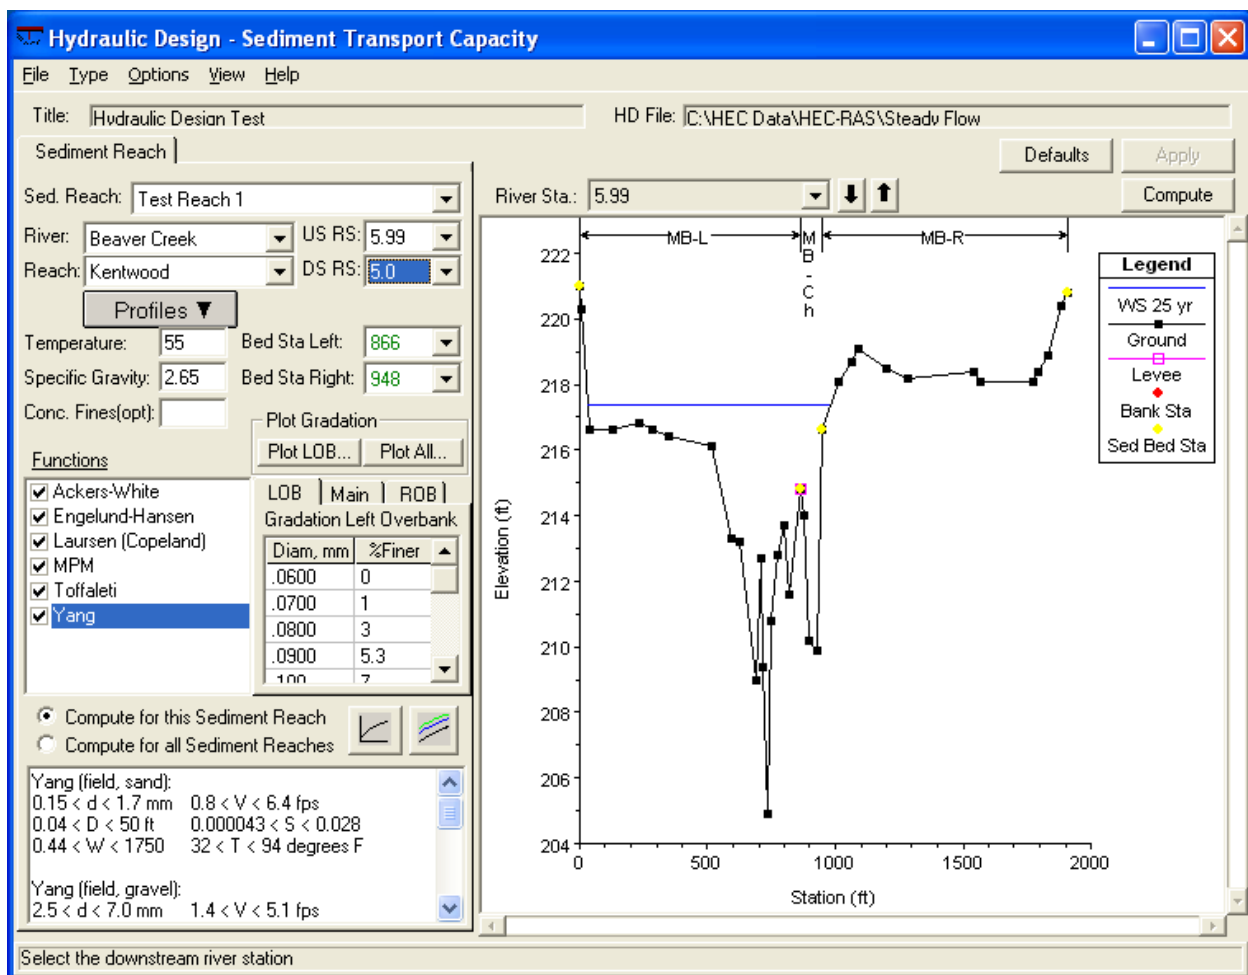 Hydraulic Design - Sediment Transport Capacity
File Type Options View Help
Title: Hydraulic Design Test HD File: C:\HEC Data\HEC-RAS\Steady Flow
Sediment Reach Defaults Apply
Sed. Reach: Test Reach 1 River Sta.: 5.99 Compute
River: Beaver Creek US RS: 5.99
Reach: Kentwood DS RS: 5.0
Profiles ▼
Temperature: 55 Bed Sta Left: 866
Specific Gravity: 2.65 Bed Sta Right: 948
Conc. Fines(opt):
Plot Gradation
Plot LOB... Plot All...
Functions
Ackers-White
Engelund-Hansen
Laursen (Copeland)
MPM
Toffaleti
Yang
LOB Main ROB
Gradation Left Overbank
Diam, mm %Finer
.0600 0
.0700 1
.0800 3
.0900 5.3
.100 7
Compute for this Sediment Reach
Compute for all Sediment Reaches
Yang (field, sand):
0.15 < d < 1.7 mm 0.8 < V < 6.4 fps
0.04 < D < 50 ft 0.000043 < S < 0.028
0.44 < W < 1750 32 < T < 94 degrees F
Yang (field, gravel):
2.5 < d < 7.0 mm 1.4 < V < 5.1 fps
MB-L MB-Ch MB-R
222
220
218
216
214
212
210
208
206
204
Elevation (ft)
0 500 1000 1500 2000
Station (ft)
Legend
WS 25 yr
Ground
Levee
Bank Sta
Sed Bed Sta
Select the downstream river station